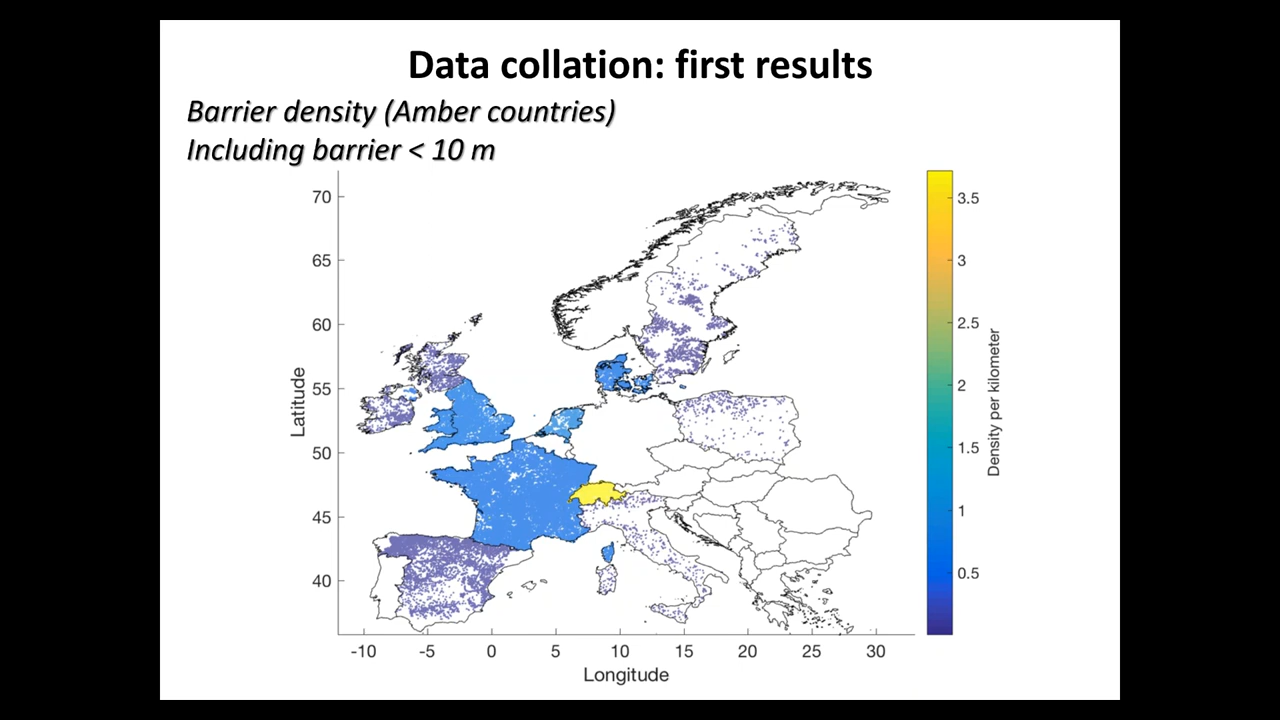 Data collation: first results
Barrier density (Amber countries)
Including barrier < 10 m
70
65
60
55
50
45
40
Latitude
-10 -5 0 5 10 15 20 25 30
Longitude
3.5
3
2.5
2
1.5
1
0.5
Density per kilometer